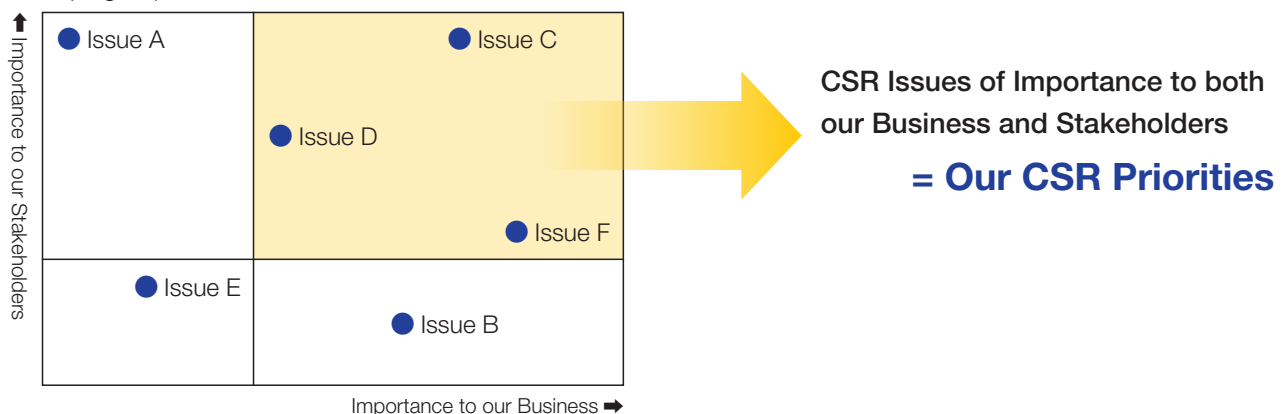 Issue A
Issue C
Issue D
Issue F
Issue E
Issue B
Importance to our Stakeholders
Importance to our Business
CSR Issues of Importance to both
our Business and Stakeholders
= Our CSR Priorities